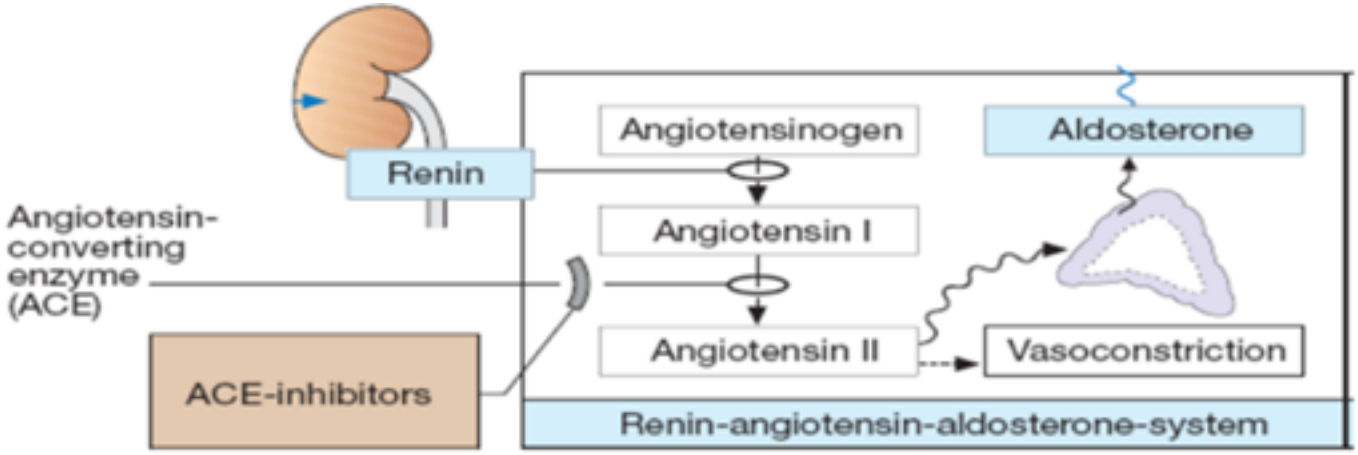 Angiotensinogen
Aldosterone
Renin
Angiotensin-
converting
enzyme
(ACE)
Angiotensin I
Angiotensin II
Vasoconstriction
ACE-inhibitors
Renin-angiotensin-aldosterone-system